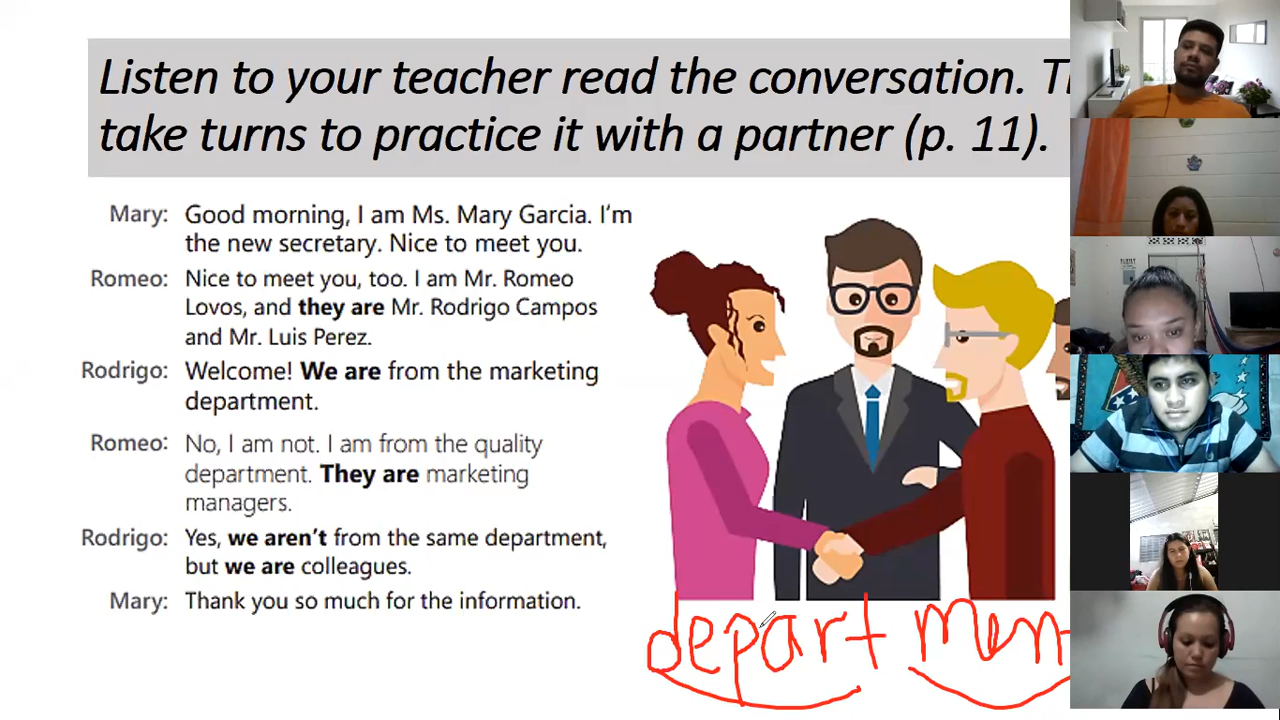 Listen to your teacher read the conversation.
take turns to practice it with a partner (p. 11).
Mary: Good morning, I am Ms. Mary Garcia. I'm
the new secretary. Nice to meet you.
Romeo: Nice to meet you, too. I am Mr. Romeo
Lovos, and they are Mr. Rodrigo Campos
and Mr. Luis Perez.
Rodrigo: Welcome! We are from the marketing
department.
Romeo: No, I am not. I am from the quality
department. They are marketing
managers.
Rodrigo: Yes, we aren't from the same department,
but we are colleagues.
Mary: Thank you so much for the information.
depart men